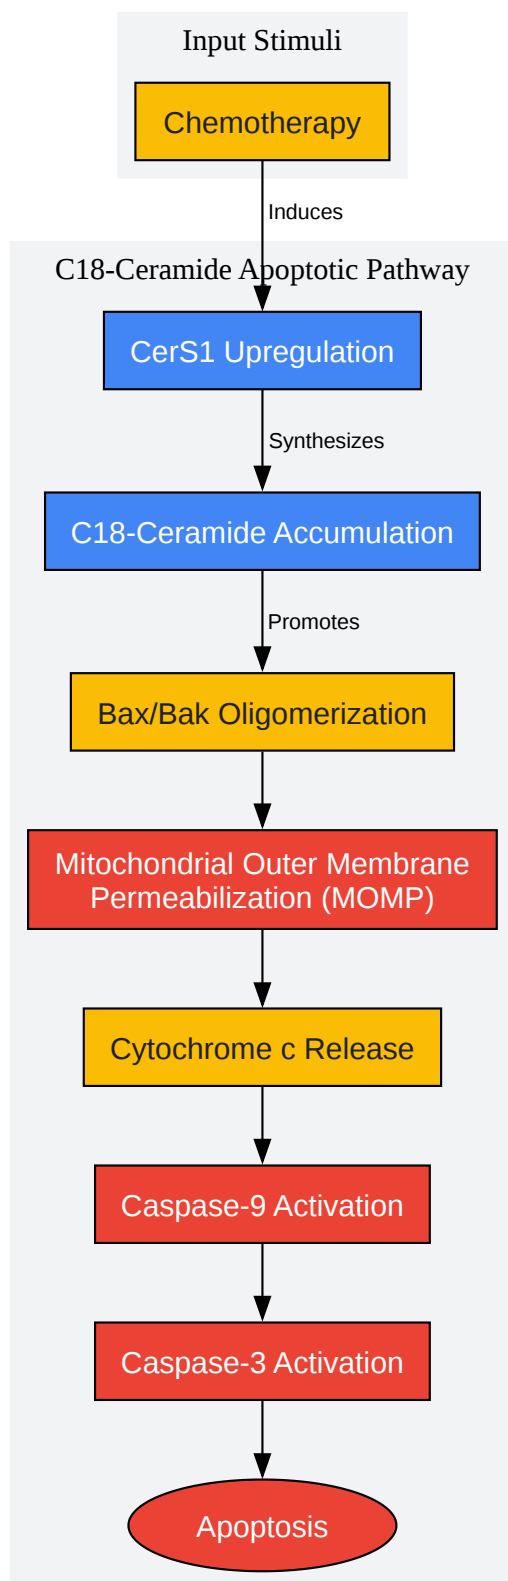 Input Stimuli
Chemotherapy
Induces
C18-Ceramide Apoptotic Pathway
CerS1 Upregulation
Synthesizes
C18-Ceramide Accumulation
Promotes
Bax/Bak Oligomerization
Mitochondrial Outer Membrane
Permeabilization (MOMP)
Cytochrome c Release
Caspase-9 Activation
Caspase-3 Activation
Apoptosis